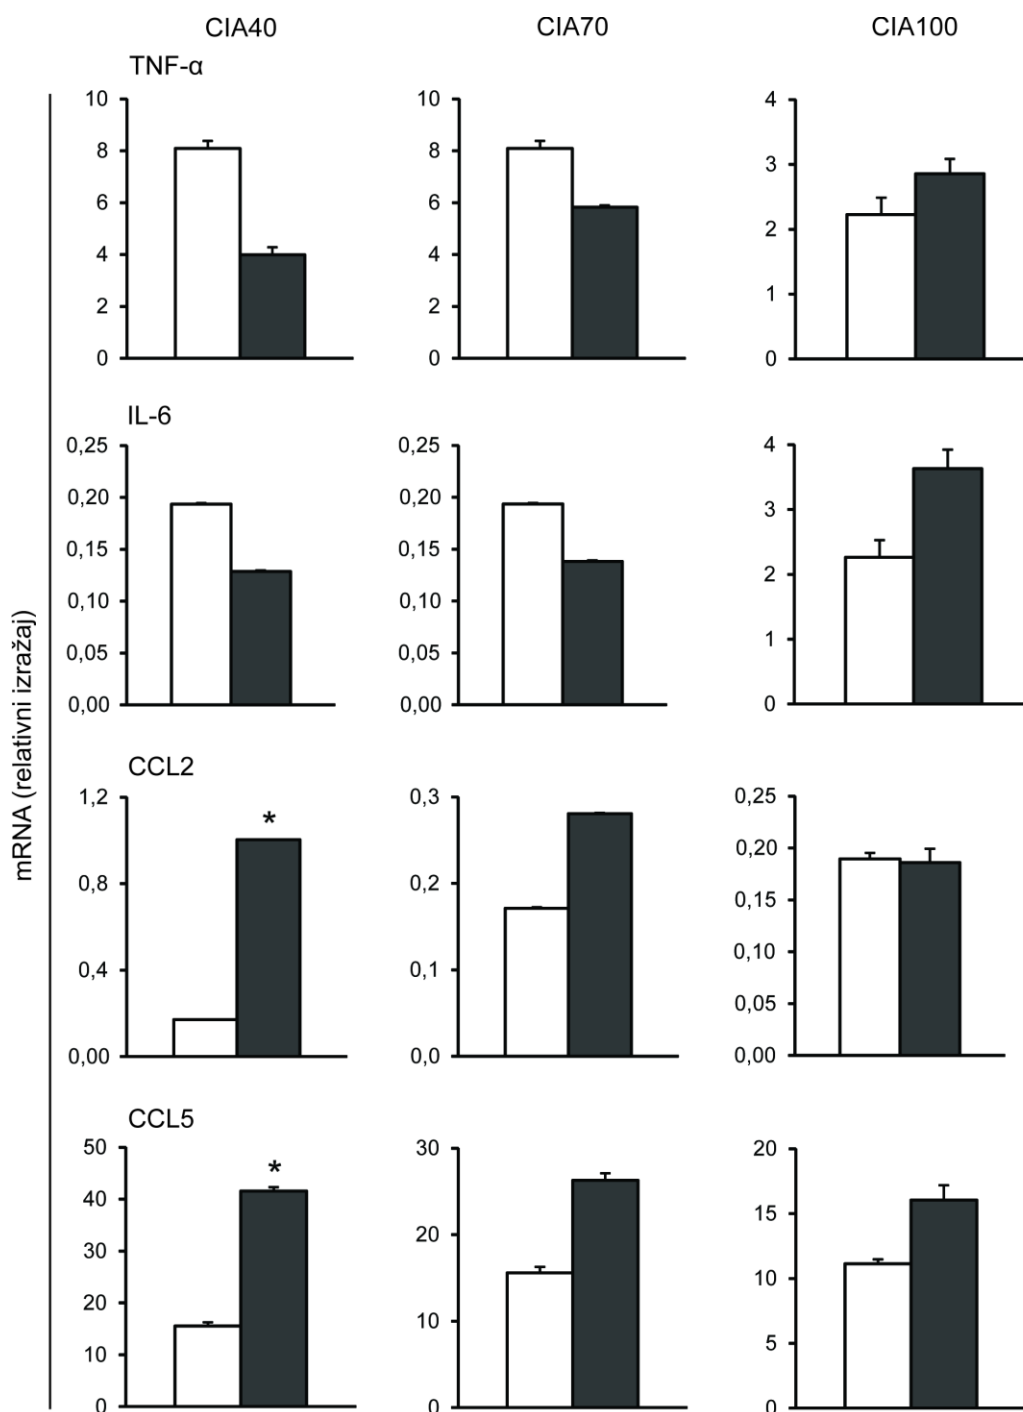 CIA40 CIA70 CIA100
TNF-α
10 10 4
8 8 3
6 6 2
4 4 1
2 2 0
0 0
IL-6
0,25 0,25 4
0,20 0,20 3
0,15 0,15 2
0,10 0,10 1
0,05 0,05 0
0,00 0,00
mRNA (relativni izražaj)
CCL2
1,2 0,3 0,25
0,8 0,2 0,20
0,4 0,1 0,15
0,00 0,0 0,10
0,05
0,00
*
CCL5
50 30 20
40 20 15
30 10 10
20 0 5
10 0
0
*